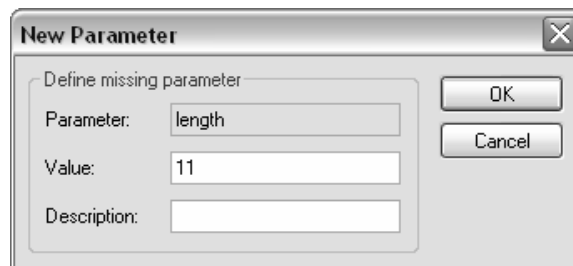 New Parameter
Define missing parameter
Parameter: length
Value: 11
Description:
OK
Cancel